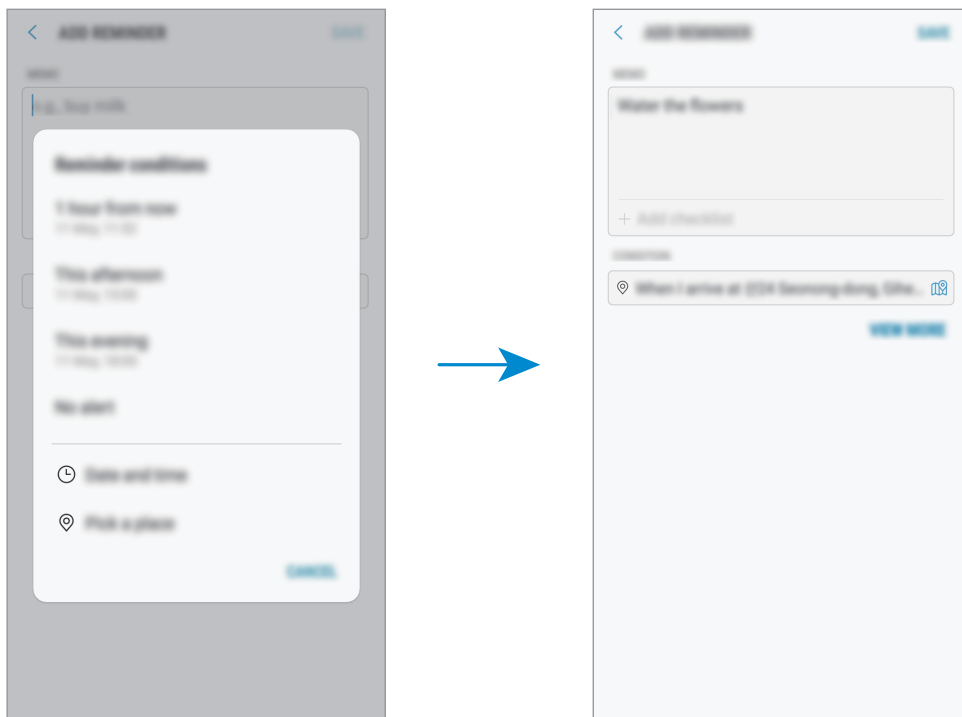 ADD REMINDER SAVE
MEMO
e.g., buy milk
Reminder conditions
1 hour from now
This afternoon
This evening
No alert
Date and time
Pick a place
CANCEL
ADD REMINDER SAVE
MEMO
Water the flowers
+ Add checklist
CONDITION
When I arrive at
VIEW MORE